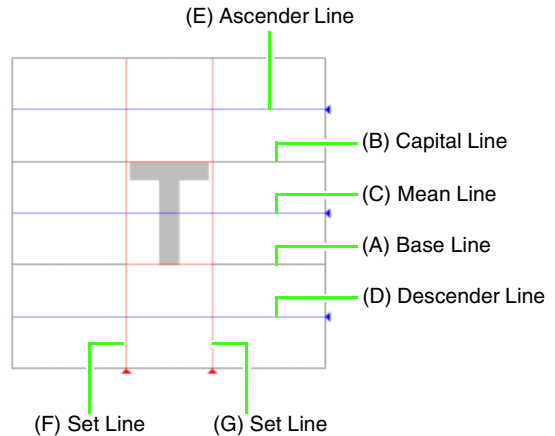 (E) Ascender Line
(B) Capital Line
T
(C) Mean Line
(A) Base Line
(D) Descender Line
(F) Set Line
(G) Set Line